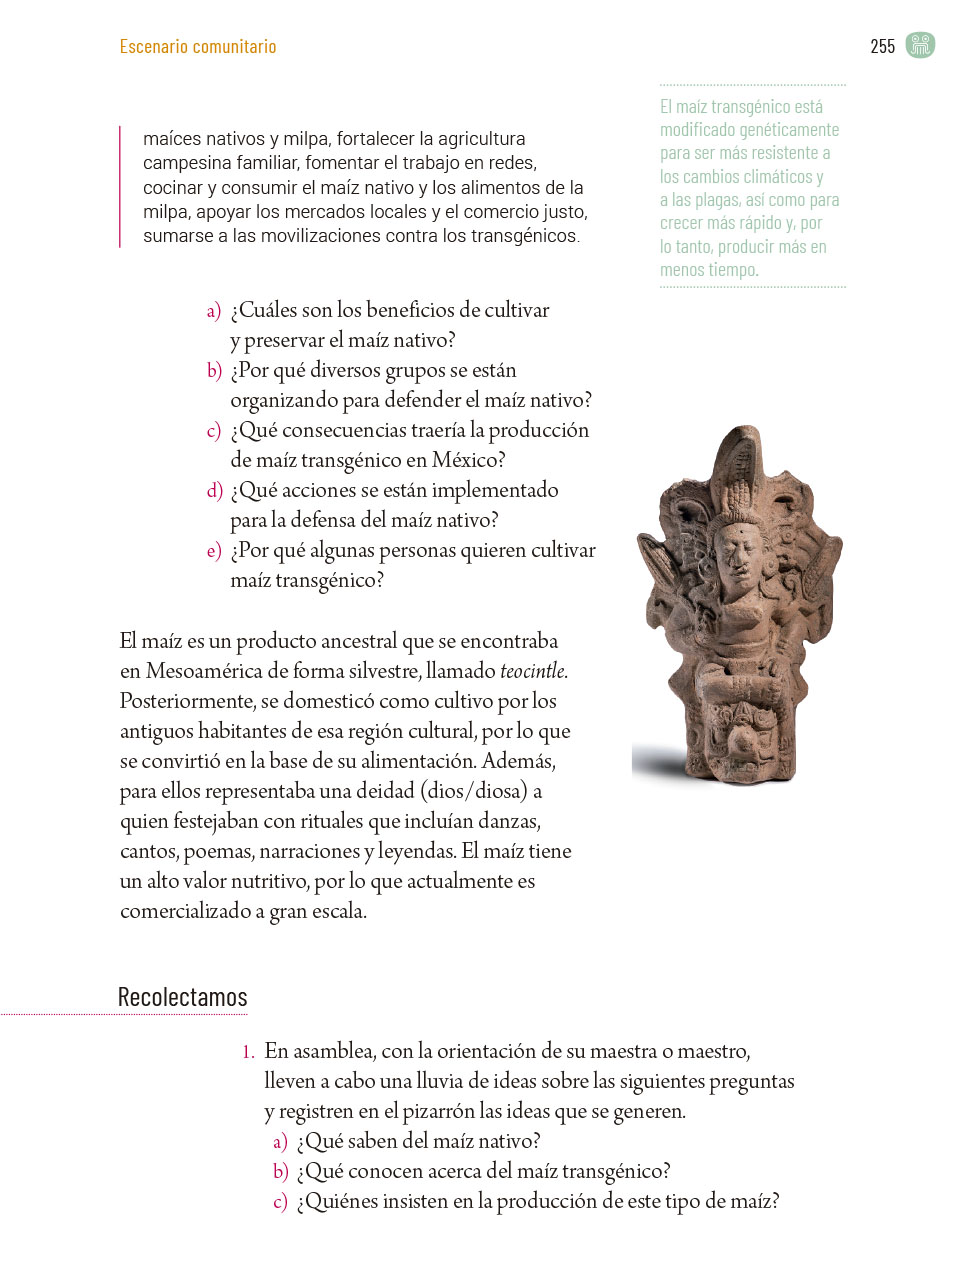 Escenario comunitario
255
maíces nativos y milpa, fortalecer la agricultura
campesina familiar, fomentar el trabajo en redes,
cocinar y consumir el maíz nativo y los alimentos de la
milpa, apoyar los mercados locales y el comercio justo,
sumarse a las movilizaciones contra los transgénicos.
El maíz transgénico está
modificado genéticamente
para ser más resistente a
los cambios climáticos y
a las plagas, así como para
crecer más rápido y, por
lo tanto, producir más en
menos tiempo.
a) ¿Cuáles son los beneficios de cultivar
y preservar el maíz nativo?
b) ¿Por qué diversos grupos se están
organizando para defender el maíz nativo?
c) ¿Qué consecuencias traería la producción
de maíz transgénico en México?
d) ¿Qué acciones se están implementado
para la defensa del maíz nativo?
e) ¿Por qué algunas personas quieren cultivar
maíz transgénico?
El maíz es un producto ancestral que se encontraba
en Mesoamérica de forma silvestre, llamado teocintle.
Posteriormente, se domesticó como cultivo por los
antiguos habitantes de esa región cultural, por lo que
se convirtió en la base de su alimentación. Además,
para ellos representaba una deidad (dios/diosa) a
quien festejaban con rituales que incluían danzas,
cantos, poemas, narraciones y leyendas. El maíz tiene
un alto valor nutritivo, por lo que actualmente es
comercializado a gran escala.
Recolectamos
1. En asamblea, con la orientación de su maestra o maestro,
lleven a cabo una lluvia de ideas sobre las siguientes preguntas
y registren en el pizarrón las ideas que se generen.
a) ¿Qué saben del maíz nativo?
b) ¿Qué conocen acerca del maíz transgénico?
c) ¿Quiénes insisten en la producción de este tipo de maíz?